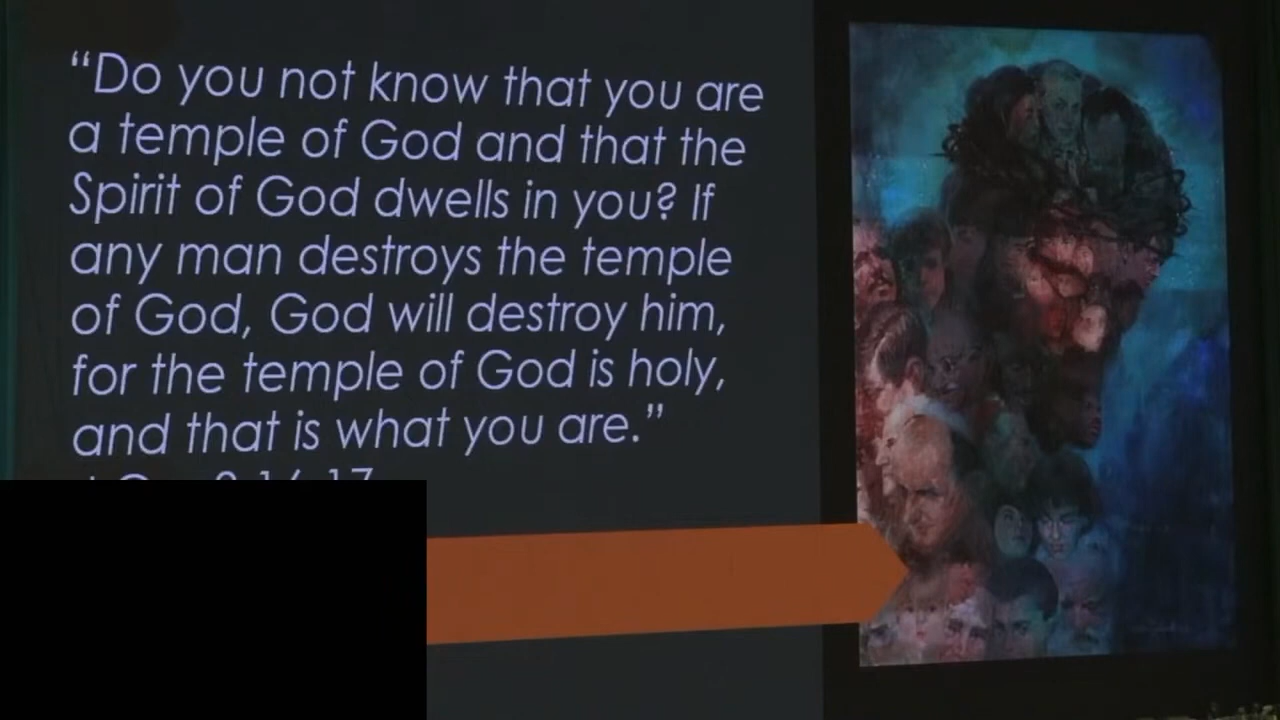 “Do you not know that you are
a temple of God and that the
Spirit of God dwells in you? If
any man destroys the temple
of God, God will destroy him,
for the temple of God is holy,
and that is what you are.”